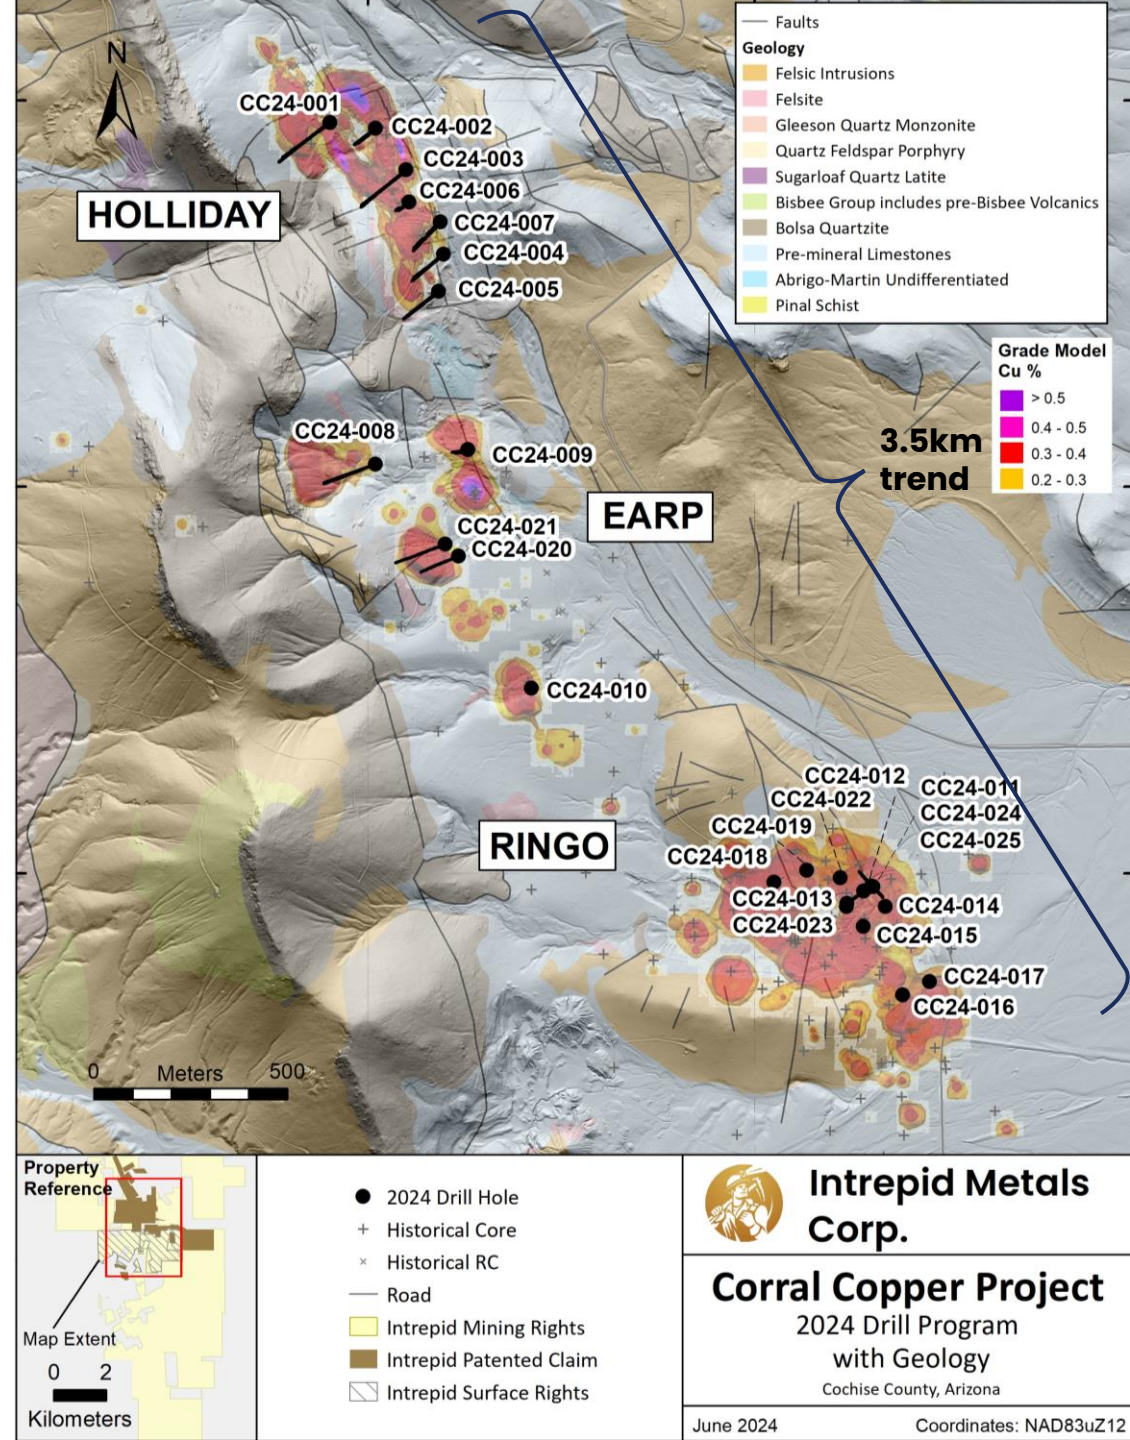 N
CC24-001
CC24-002
CC24-003
CC24-006
CC24-007
CC24-004
CC24-005
HOLLIDAY
Faults
Geology
Felsic Intrusions
Felsite
Gleeson Quartz Monzonite
Quartz Feldspar Porphyry
Sugarloaf Quartz Latite
Bisbee Group includes pre-Bisbee Volcanics
Bolsa Quartzite
Pre-mineral Limestones
Abrigo-Martin Undifferentiated
Pinal Schist
Grade Model
Cu %
> 0.5
0.4 - 0.5
0.3 - 0.4
0.2 - 0.3
3.5km
trend
CC24-008
CC24-009
EARP
CC24-021
CC24-020
CC24-010
RINGO
CC24-012
CC24-022
CC24-019
CC24-018
CC24-011
CC24-024
CC24-025
CC24-013
CC24-023
CC24-014
CC24-015
CC24-017
CC24-016
0 Meters 500
Property
Reference
Map Extent
0 2
Kilometers
2024 Drill Hole
Historical Core
Historical RC
Road
Intrepid Mining Rights
Intrepid Patented Claim
Intrepid Surface Rights
Intrepid Metals
Corp.
Corral Copper Project
2024 Drill Program
with Geology
Cochise County, Arizona
June 2024 Coordinates: NAD83uZ12